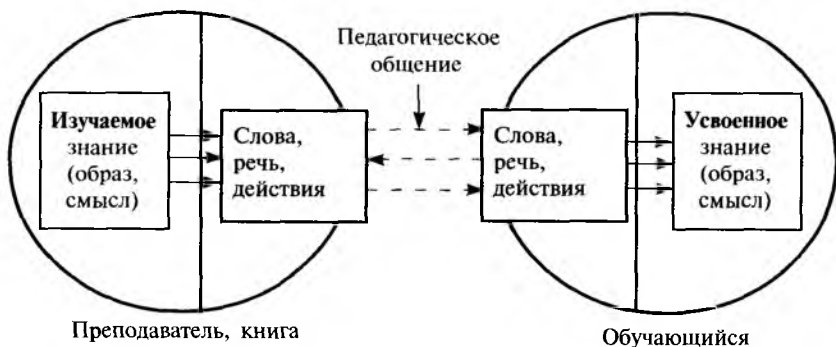 Педагогическое
общение
Изучаемое
знание
(образ,
смысл)
Слова,
речь,
действия
Слова,
речь,
действия
Усвоенное
знание
(образ,
смысл)
Преподаватель, книга
Обучающийся